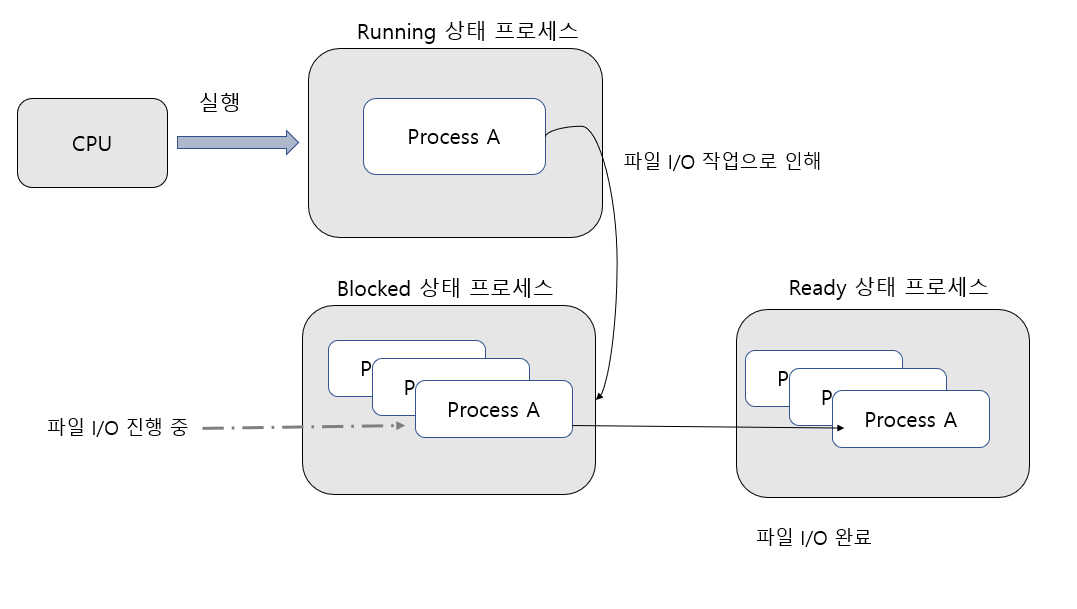 Running 상태 프로세스
실행
CPU
Process A
파일 I/O 작업으로 인해
Blocked 상태 프로세스
P
P
Process A
파일 I/O 진행 중
Ready 상태 프로세스
P
P
Process A
파일 I/O 완료